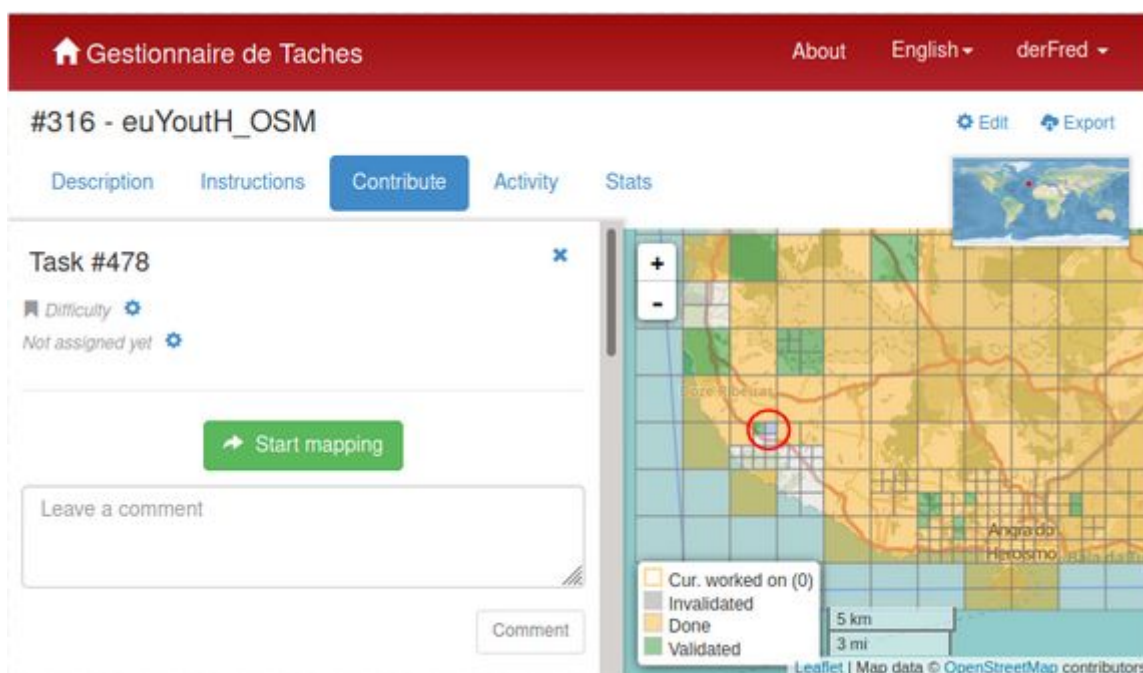 Gestionnaire de Taches
About English derFred
#316 - euYoutH_OSM
Edit Export
Description Instructions Contribute Activity Stats
Task #478
Difficulty
Not assigned yet
Start mapping
Leave a comment
Comment
+
-
Doze Ribeiras
Angra do
Heroísmo
Cur. worked on (0)
Invalidated
Done
Validated
5 km
3 mi
Leaflet | Map data © OpenStreetMap contributors